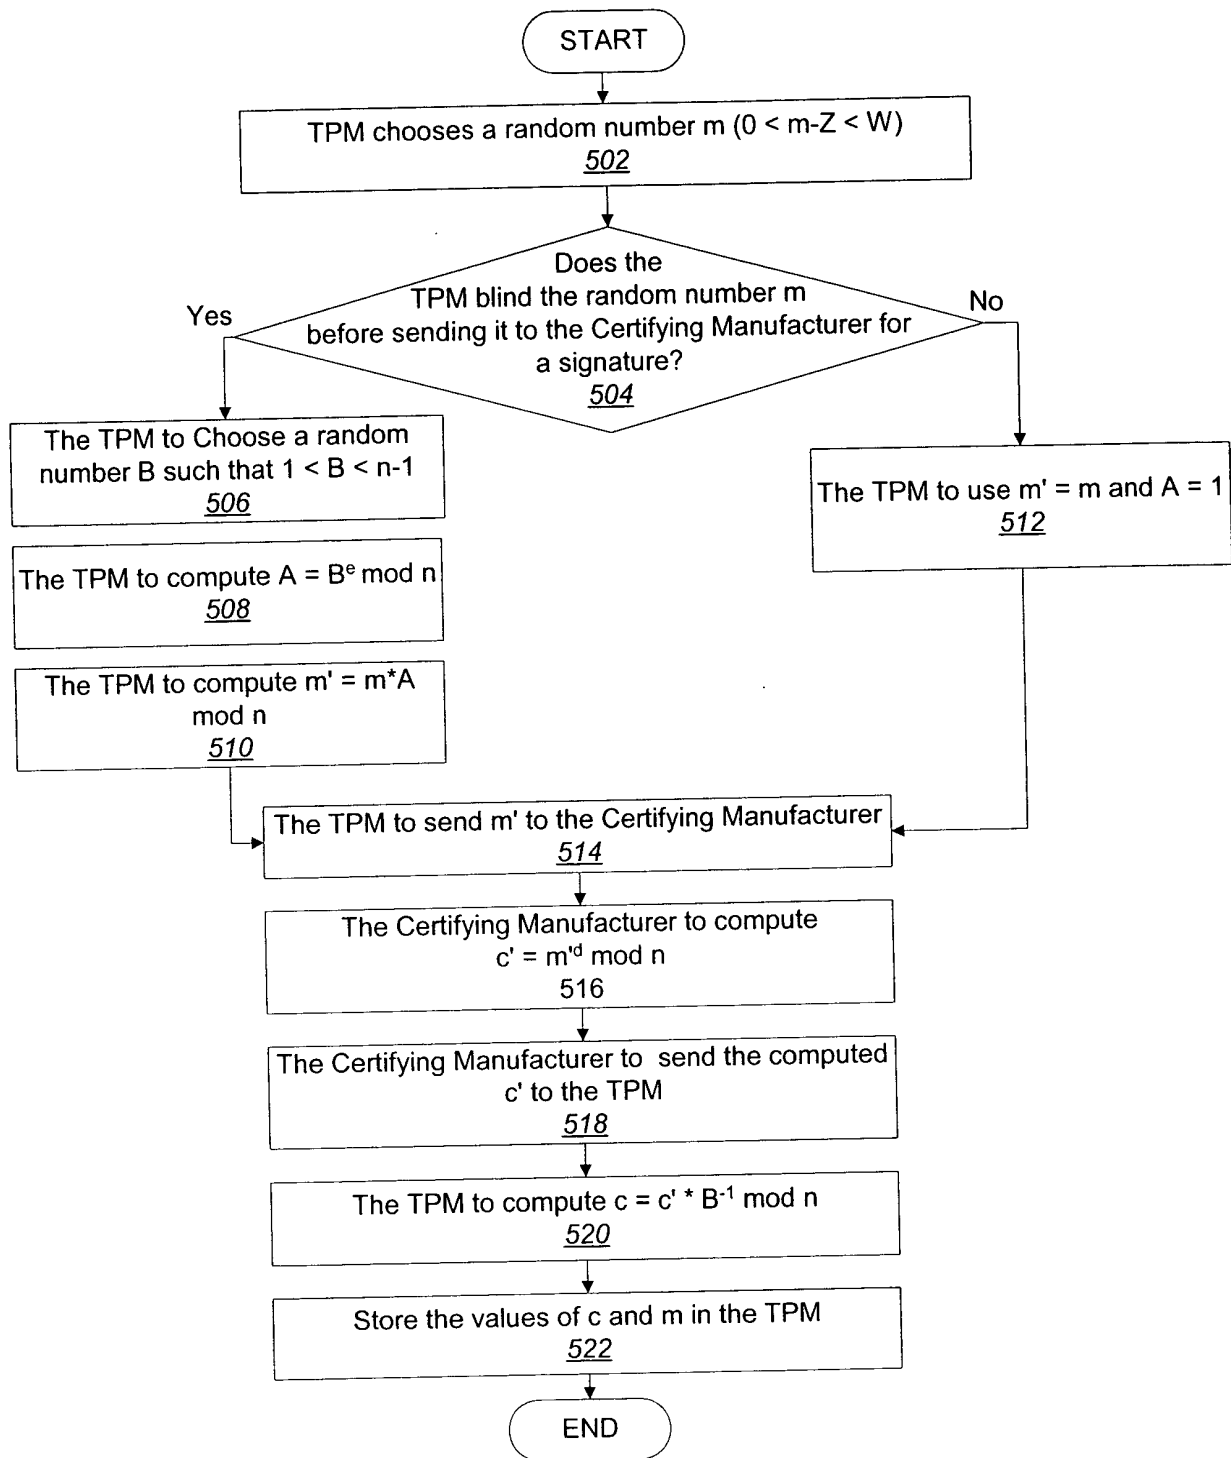 START
TPM chooses a random number m (0 < m-Z < W)
502
Does the
TPM blind the random number m
before sending it to the Certifying Manufacturer for
a signature?
504
Yes
No
The TPM to Choose a random
number B such that 1 < B < n-1
506
The TPM to use m' = m and A = 1
512
The TPM to compute A = Bᵉ mod n
508
The TPM to compute m' = m*A
mod n
510
The TPM to send m' to the Certifying Manufacturer
514
The Certifying Manufacturer to compute
c' = m'ᵈ mod n
516
The Certifying Manufacturer to send the computed
c' to the TPM
518
The TPM to compute c = c' * B⁻¹ mod n
520
Store the values of c and m in the TPM
522
END